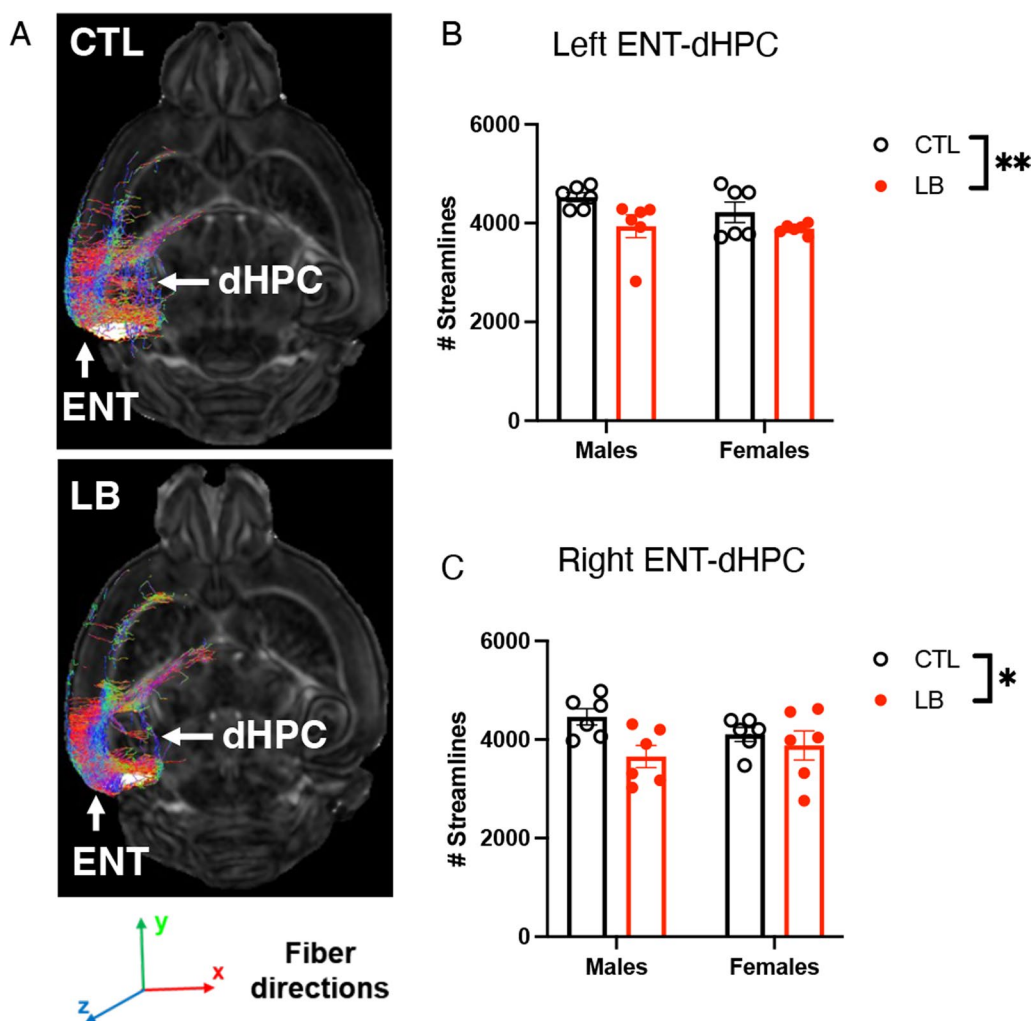 A
CTL
dHPC
ENT
LB
dHPC
ENT
y
x
z
Fiber
directions
B
Left ENT-dHPC
# Streamlines
6000
4000
2000
0
Males
Females
CTL
LB
**
C
Right ENT-dHPC
# Streamlines
6000
4000
2000
0
Males
Females
CTL
LB
*